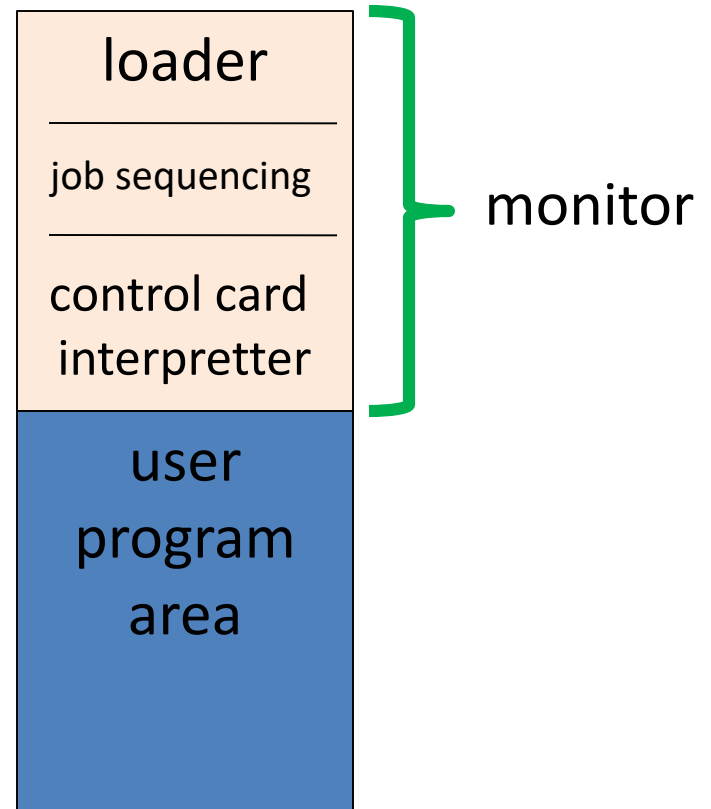 loader
job sequencing
monitor
control card
interpretter
user
program
area